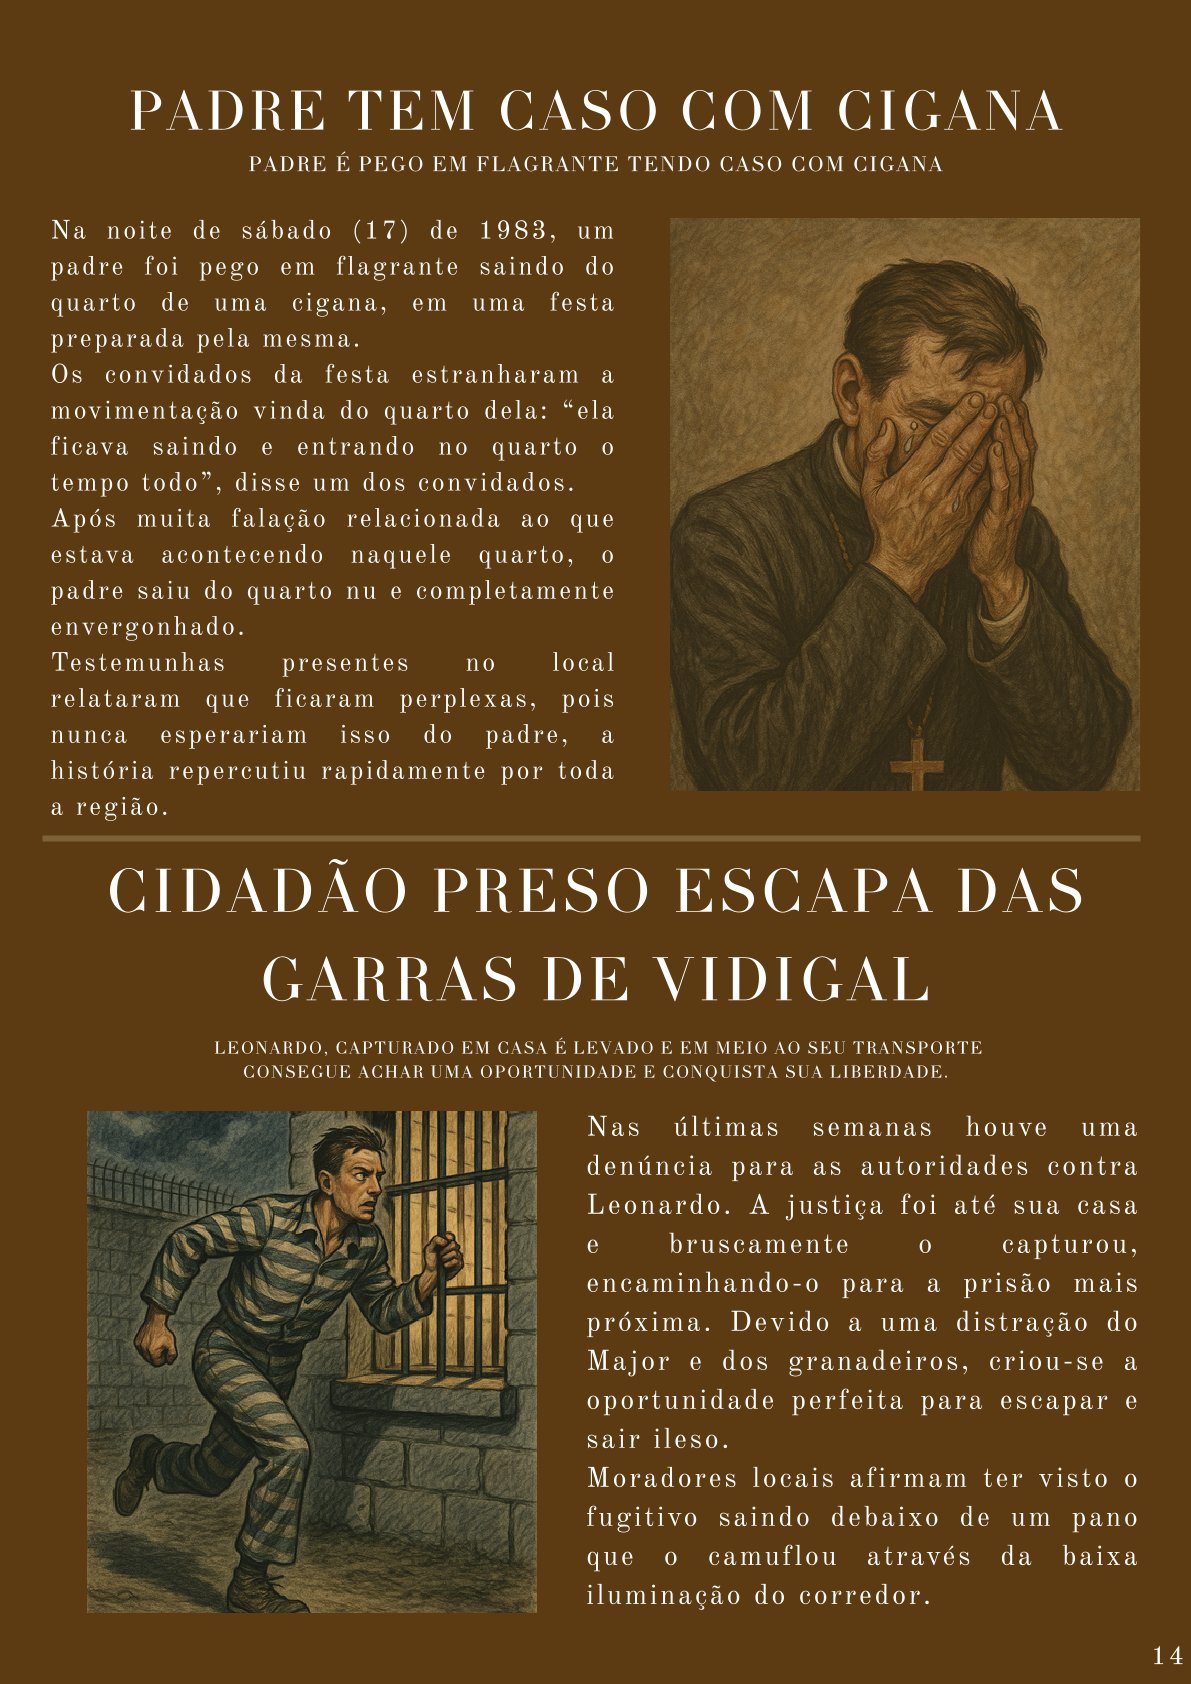 PADRE TEM CASO COM CIGANA
PADRE É PEGO EM FLAGRANTE TENDO CASO COM CIGANA
Na noite de sábado (17) de 1983, um
padre foi pego em flagrante saindo do
quarto de uma cigana, em uma festa
preparada pela mesma.
Os convidados da festa estranharam a
movimentação vinda do quarto dela: “ela
ficava saindo e entrando no quarto o
tempo todo”, disse um dos convidados.
Após muita falação relacionada ao que
estava acontecendo naquele quarto, o
padre saiu do quarto nu e completamente
envergonhado.
Testemunhas presentes no local
relataram que ficaram perplexas, pois
nunca esperariam isso do padre, a
história repercutiu rapidamente por toda
a região.
CIDADÃO PRESO ESCAPA DAS
GARRAS DE VIDIGAL
LEONARDO, CAPTURADO EM CASA É LEVADO E EM MEIO AO SEU TRANSPORTE
CONSEGUE ACHAR UMA OPORTUNIDADE E CONQUISTA SUA LIBERDADE.
Nas últimas semanas houve uma
denúncia para as autoridades contra
Leonardo. A justiça foi até sua casa
e bruscamente o capturou,
encaminhando-o para a prisão mais
próxima. Devido a uma distração do
Major e dos granadeiros, criou-se a
oportunidade perfeita para escapar e
sair ileso.
Moradores locais afirmam ter visto o
fugitivo saindo debaixo de um pano
que o camuflou através da baixa
iluminação do corredor.
14